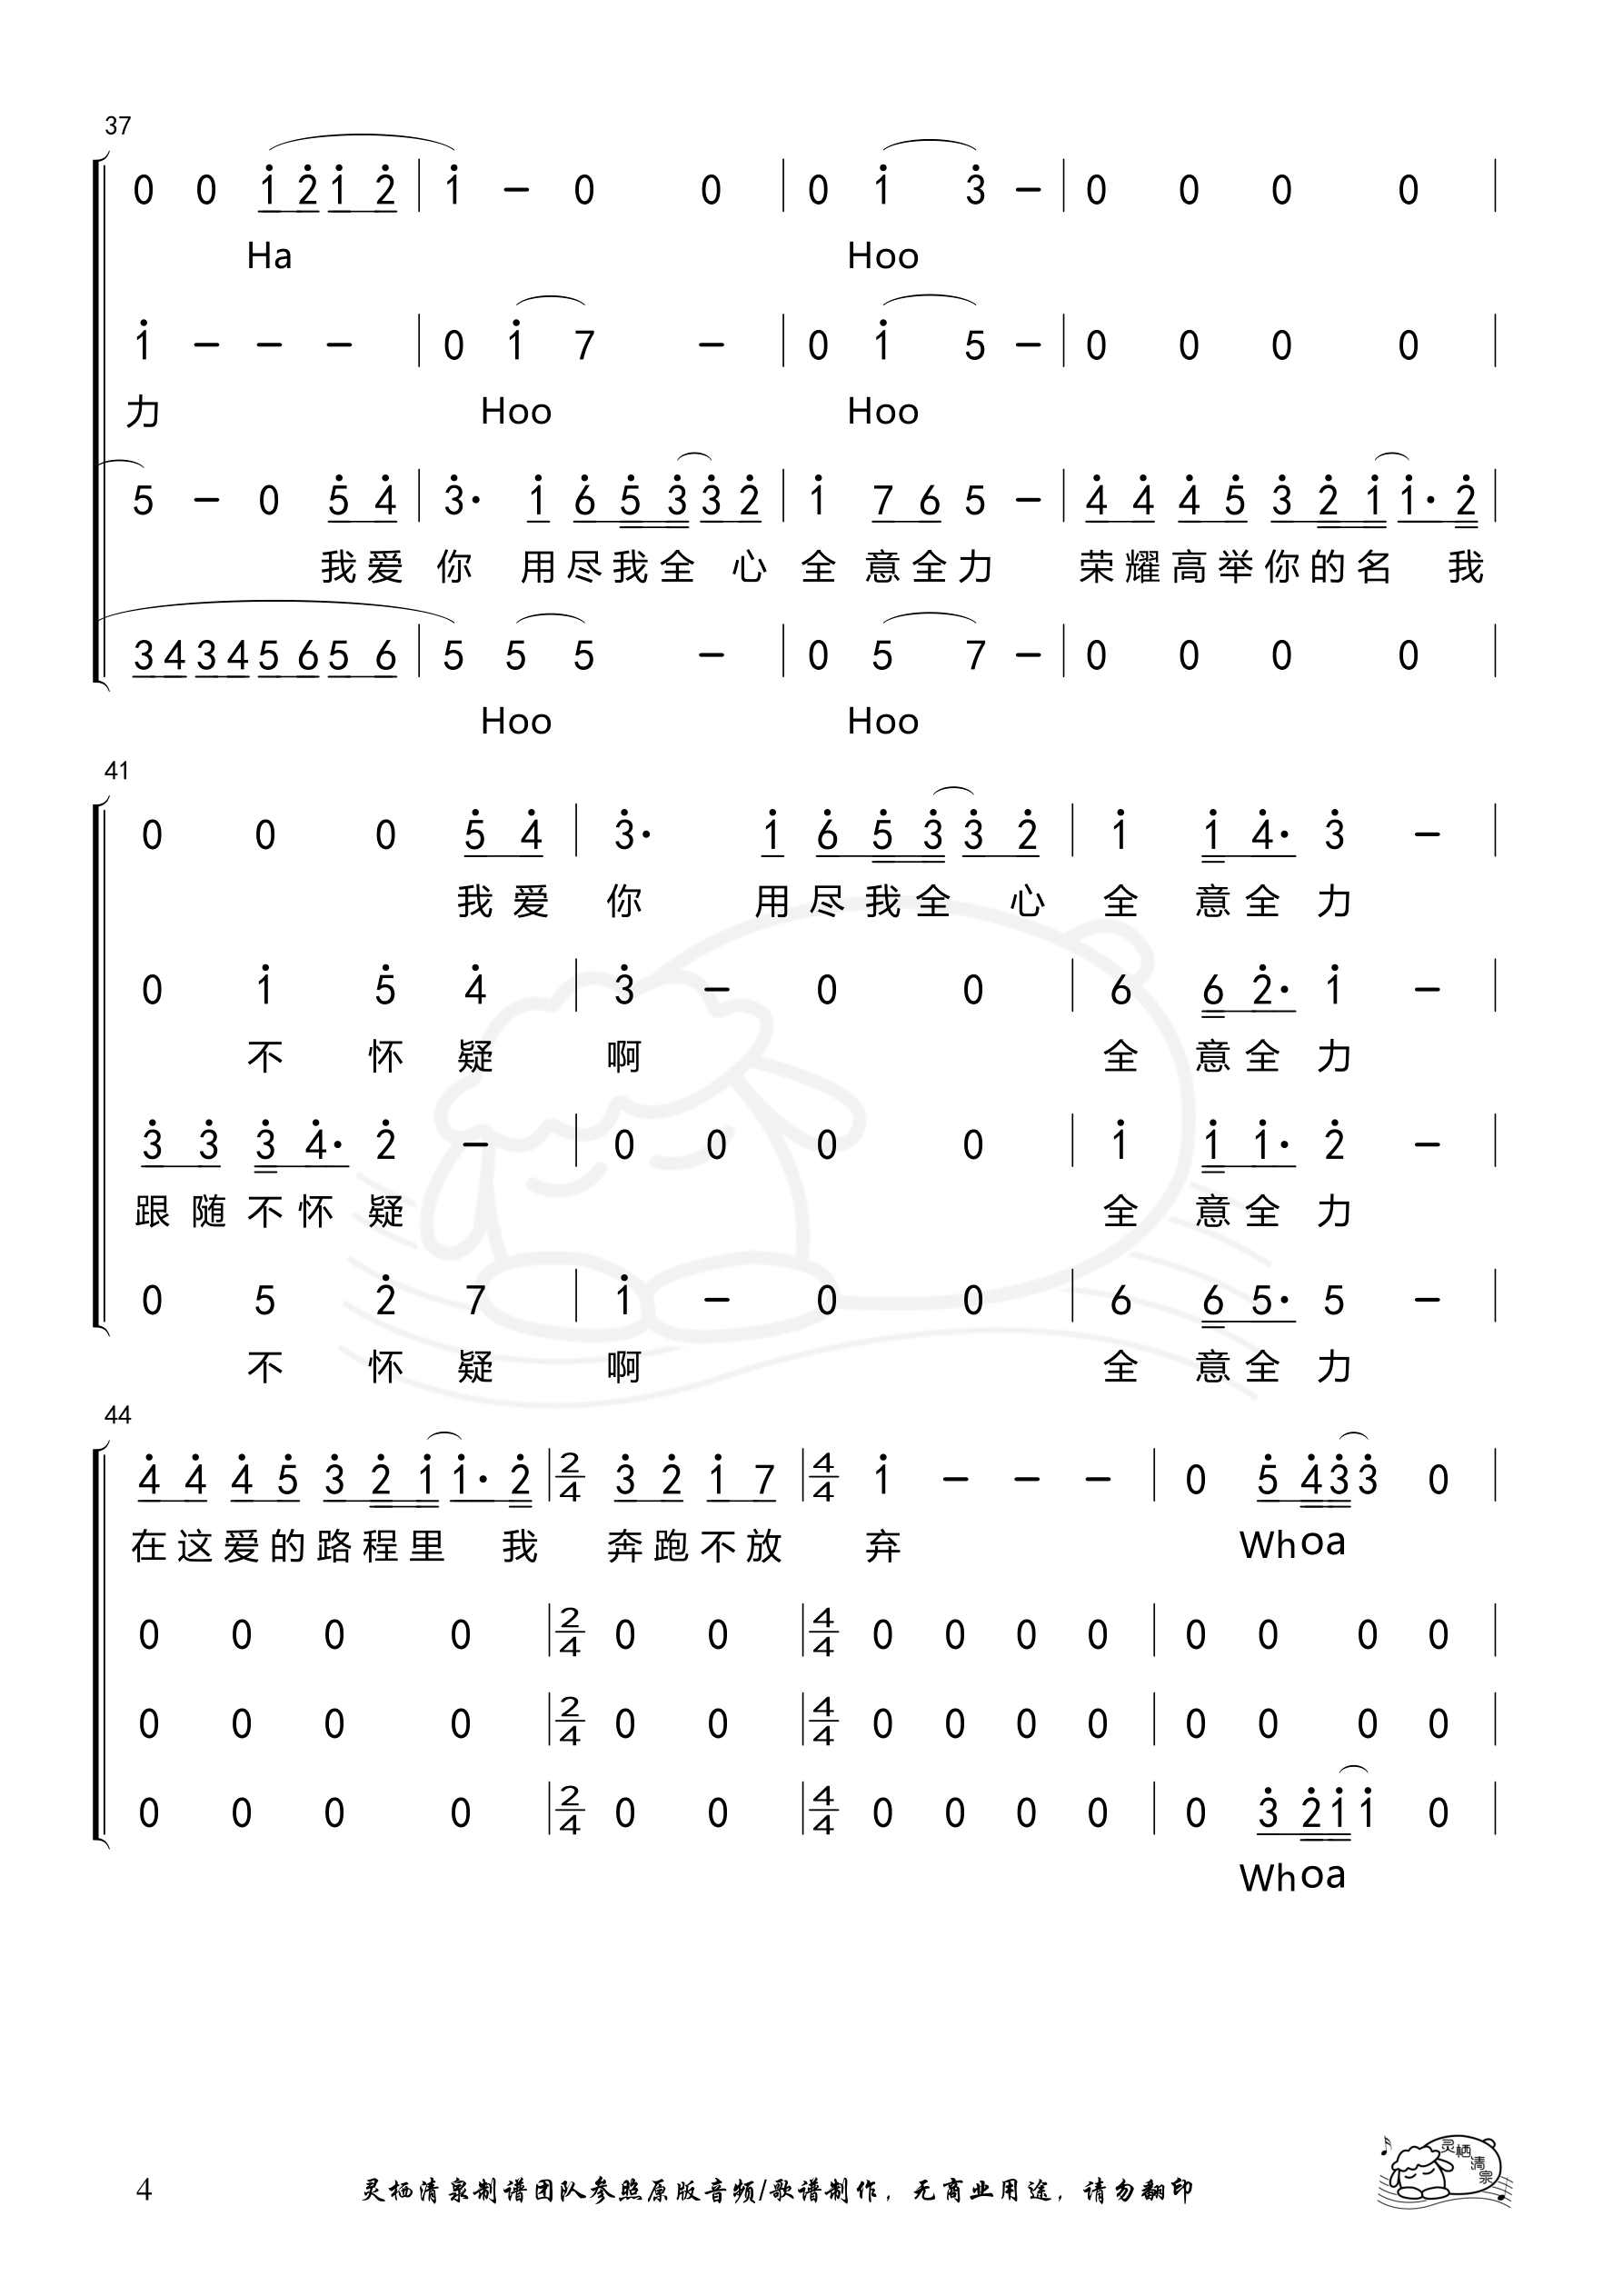 37
0 0 1 2 1 2 | 1 – 0 0 | 0 1 3 – | 0 0 0 0 |
Ha Hoo
1 – – – | 0 1 7 – | 0 1 5 – | 0 0 0 0 |
力 Hoo Hoo
5 – 0 5 4 | 3· 1 6 5 3 3 2 | 1 7 6 5 – | 4 4 4 5 3 2 1 1· 2 |
我爱 你 用尽我全 心 全 意全力 荣耀高举你的名 我
3 4 3 4 5 6 5 6 | 5 5 5 – | 0 5 7 – | 0 0 0 0 |
Hoo Hoo
41
0 0 0 5 4 | 3· 1 6 5 3 3 2 | 1 1 4· 3 – |
我爱 你 用尽我全 心 全 意全 力
0 1 5 4 | 3 – 0 0 | 6 6 2· 1 – |
不 怀 疑 啊 全 意全 力
3 3 3 4· 2 – | 0 0 0 0 | 1 1 1· 2 – |
跟随不怀 疑 全 意全 力
0 5 2 7 | 1 – 0 0 | 6 6 5· 5 – |
不 怀 疑 啊 全 意全 力
44
4 4 4 5 3 2 1 1· 2 | 2/4 3 2 1 7 | 4/4 1 – – – | 0 5 4 3 3 0 |
在这爱的路程里 我 奔跑不放 弃 Whoa
0 0 0 0 | 2/4 0 0 | 4/4 0 0 0 0 | 0 0 0 0 |
0 0 0 0 | 2/4 0 0 | 4/4 0 0 0 0 | 0 0 0 0 |
0 0 0 0 | 2/4 0 0 | 4/4 0 0 0 0 | 0 3 2 1 1 0 |
Whoa
4 灵栖清泉制谱团队参照原版音频/歌谱制作，无商业用途，请勿翻印
灵栖清泉